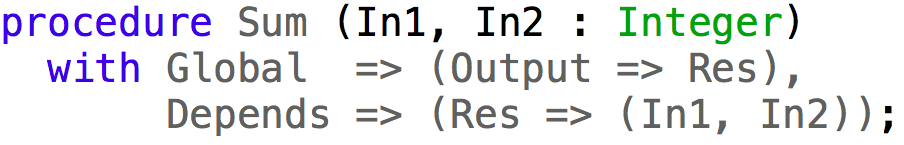 procedure Sum (In1, In2 : Integer)
  with Global  => (Output => Res),
       Depends => (Res => (In1, In2));